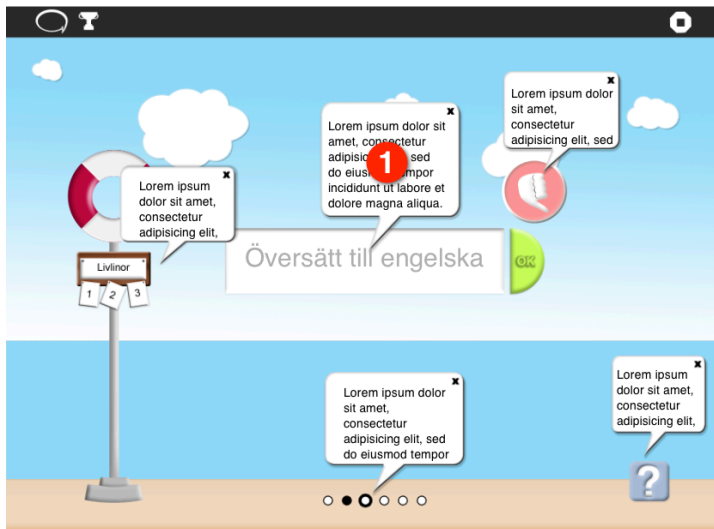 Lorem ipsum dolor
sit amet,
consectetur
adipisicing elit, sed
x
Lorem ipsum dolor sit
amet, consectetur
sed
do
incididunt ut labore et
dolore magna aliqua.
x
1
Lorem ipsum
dolor sit amet,
consectetur
adipisicing elit,
x
Livlinor
1 2 3
Översätt till engelska
OK
Lorem ipsum dolor
sit amet,
consectetur
adipisicing elit, sed
do eiusmod tempor
x
Lorem ipsum
dolor sit amet,
consectetur
adipisicing elit,
x
?